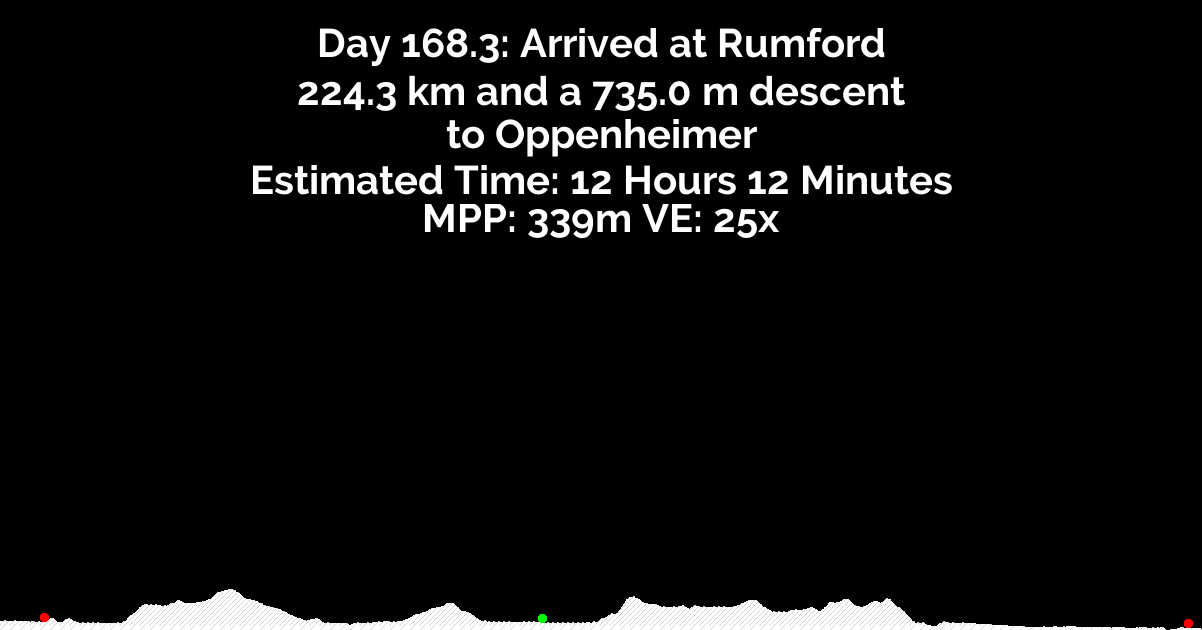 Day 168.3: Arrived at Rumford
224.3 km and a 735.0 m descent
to Oppenheimer
Estimated Time: 12 Hours 12 Minutes
MPP: 339m VE: 25x